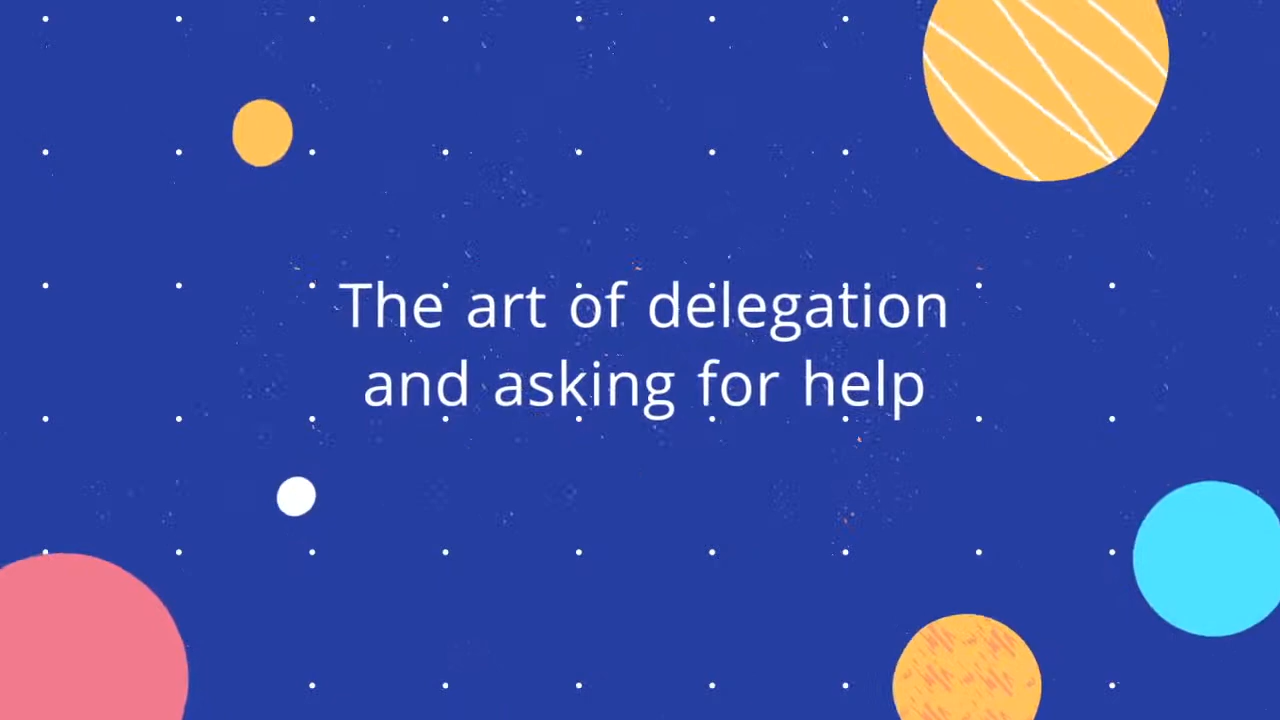 The art of delegation
and asking for help